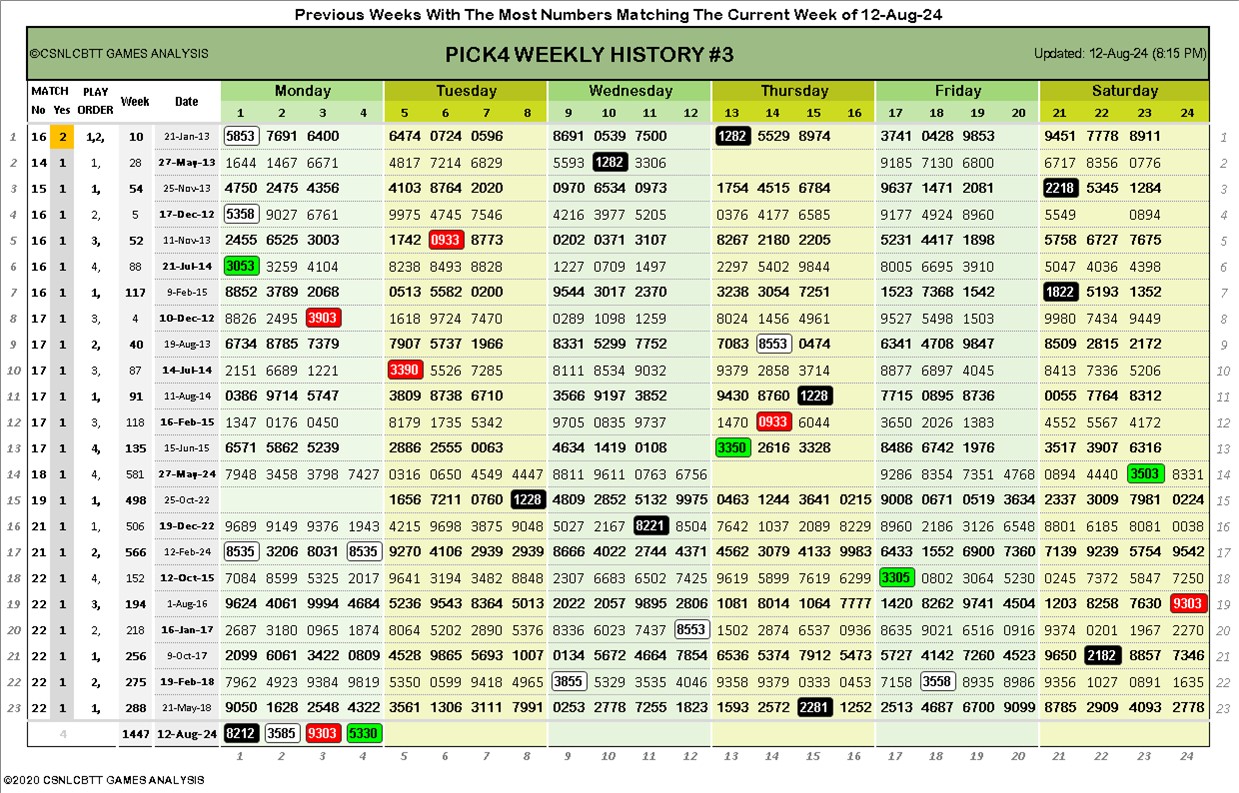 Previous Weeks With The Most Numbers Matching The Current Week of 12-Aug-24
©CSNLCBTT GAMES ANALYSIS PICK4 WEEKLY HISTORY #3 Updated: 12-Aug-24 (8:15 PM)
MATCH PLAY Week Date Monday Tuesday Wednesday Thursday Friday Saturday
No Yes ORDER 1 2 3 4 5 6 7 8 9 10 11 12 13 14 15 16 17 18 19 20 21 22 23 24
1 16 2 1,2, 10 21-Jan-13 5853 7691 6400 6474 0724 0596 8691 0539 7500 1282 5529 8974 3741 0428 9853 9451 7778 8911 1
2 14 1 1, 28 27-May-13 1644 1467 6671 4817 7214 6829 5593 1282 3306 9185 7130 6800 6717 8356 0776 2
3 15 1 1, 54 25-Nov-13 4750 2475 4356 4103 8764 2020 0970 6534 0973 1754 4515 6784 9637 1471 2081 2218 5345 1284 3
4 16 1 2, 5 17-Dec-12 5358 9027 6761 9975 4745 7546 4216 3977 5205 0376 4177 6585 9177 4924 8960 5549 0894 4
5 16 1 3, 52 11-Nov-13 2455 6525 3003 1742 0933 8773 0202 0371 3107 8267 2180 2205 5231 4417 1898 5758 6727 7675 5
6 16 1 4, 88 21-Jul-14 3053 3259 4104 8238 8493 8828 1227 0709 1497 2297 5402 9844 8005 6695 3910 5047 4036 4398 6
7 16 1 1, 117 9-Feb-15 8852 3789 2068 0513 5582 0200 9544 3017 2370 3238 3054 7251 1523 7368 1542 1822 5193 1352 7
8 17 1 3, 4 10-Dec-12 8826 2495 3903 1618 9724 7470 0289 1098 1259 8024 1456 4961 9527 5498 1503 9980 7434 9449 8
9 17 1 2, 40 19-Aug-13 6734 8785 7379 7907 5737 1966 8331 5299 7752 7083 8553 0474 6341 4708 9847 8509 2815 2172 9
10 17 1 3, 87 14-Jul-14 2151 6689 1221 3390 5526 7285 8111 8534 9032 9379 2858 3714 8877 6897 4045 8413 7336 5206 10
11 17 1 1, 91 11-Aug-14 0386 9714 5747 3809 8738 6710 3566 9197 3852 9430 8760 1228 7715 0895 8736 0055 7764 8312 11
12 17 1 3, 118 16-Feb-15 1347 0176 0450 8179 1735 5342 9705 0835 9737 1470 0933 6044 3650 2026 1383 4552 5567 4172 12
13 17 1 4, 135 15-Jun-15 6571 5862 5239 2886 2555 0063 4634 1419 0108 3350 2616 3328 8486 6742 1976 3517 3907 6316 13
14 18 1 4, 581 27-May-24 7948 3458 3798 7427 0316 0650 4549 4447 8811 9611 0763 6756 9286 8354 7351 4768 0894 4440 3503 8331 14
15 19 1 1, 498 25-Oct-22 1656 7211 0760 1228 4809 2852 5132 9975 0463 1244 3641 0215 9008 0671 0519 3634 2337 3009 7981 0224 15
16 21 1 1, 506 19-Dec-22 9689 9149 9376 1943 4215 9698 3875 9048 5027 2167 8221 8504 7642 1037 2089 8229 8960 2186 3126 6548 8801 6185 8081 0038 16
17 21 1 2, 566 12-Feb-24 8535 3206 8031 8535 9270 4106 2939 2939 8666 4022 2744 4371 4562 3079 4133 9983 6433 1552 6900 7360 7139 9239 5754 9542 17
18 22 1 4, 152 12-Oct-15 7084 8599 5325 2017 9641 3194 3482 8848 2307 6683 6502 7425 9619 5899 7619 6299 3305 0802 3064 5230 0245 7372 5847 7250 18
19 22 1 3, 194 1-Aug-16 9624 4061 9994 4684 5236 9543 8364 5013 2022 2057 9895 2806 1081 8014 1064 7777 1420 8262 9741 4504 1203 8258 7630 9303 19
20 22 1 2, 218 16-Jan-17 2687 3180 0965 1874 8064 5202 2890 5376 8336 6023 7437 8553 1502 2874 6537 0936 8635 9021 6516 0916 9374 0201 1967 2270 20
21 22 1 1, 256 9-Oct-17 2099 6061 3422 0809 4528 9865 5693 1007 0134 5672 4664 7854 6536 5374 7912 5473 5727 4142 7260 4523 9650 2182 8857 7346 21
22 22 1 2, 275 19-Feb-18 7962 4923 9384 9819 5350 0599 9418 4965 3855 5329 3535 4046 9358 9379 0333 0453 7158 3558 8935 8986 9356 1027 0891 1635 22
23 22 1 1, 288 21-May-18 9050 1628 2548 4322 3561 1306 3111 7991 0253 2778 7255 1823 1593 2572 2281 1252 2513 4687 6700 9099 8785 2909 4093 2778 23
4 1447 12-Aug-24 8212 3585 9303 5330
1 2 3 4 5 6 7 8 9 10 11 12 13 14 15 16 17 18 19 20 21 22 23 24
©2020 CSNLCBTT GAMES ANALYSIS